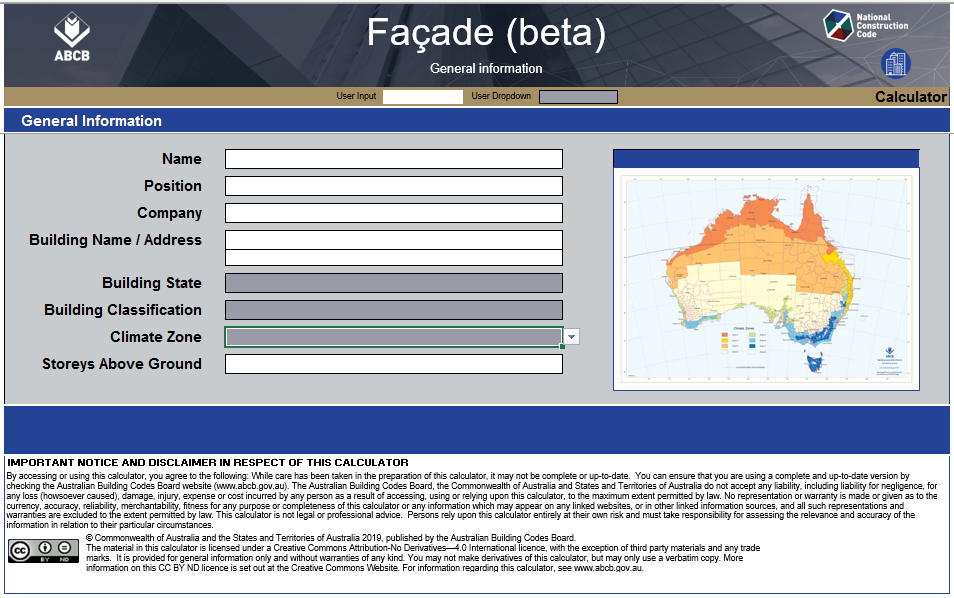 ABCB
Façade (beta)
General information
National
Construction
Code
User Input
User Dropdown
Calculator
General Information
Name
Position
Company
Building Name / Address
Building State
Building Classification
Climate Zone
Storeys Above Ground
Climate Zones
ABCB
IMPORTANT NOTICE AND DISCLAIMER IN RESPECT OF THIS CALCULATOR
By accessing or using this calculator, you agree to the following: While care has been taken in the preparation of this calculator, it may not be complete or up-to-date.  You can ensure that you are using a complete and up-to-date version by
checking the Australian Building Codes Board website (www.abcb.gov.au). The Australian Building Codes Board, the Commonwealth of Australia and States and Territories of Australia do not accept any liability, including liability for negligence, for
any loss (howsoever caused), damage, injury, expense or cost incurred by any person as a result of accessing, using or relying upon this calculator, to the maximum extent permitted by law. No representation or warranty is made or given as to the
currency, accuracy, reliability, merchantability, fitness for any purpose or completeness of this calculator or any information which may appear on any linked websites, or in other linked information sources, and all such representations and
warranties are excluded to the extent permitted by law. This calculator is not legal or professional advice.  Persons rely upon this calculator entirely at their own risk and must take responsibility for assessing the relevance and accuracy of the
information in relation to their particular circumstances.
cc BY ND
© Commonwealth of Australia and the States and Territories of Australia 2019, published by the Australian Building Codes Board.
The material in this calculator is licensed under a Creative Commons Attribution-No Derivatives—4.0 International licence, with the exception of third party materials and any trade
marks.  It is provided for general information only and without warranties of any kind. You may not make derivatives of this calculator, but may only use a verbatim copy. More
information on this CC BY ND licence is set out at the Creative Commons Website. For information regarding this calculator, see www.abcb.gov.au.